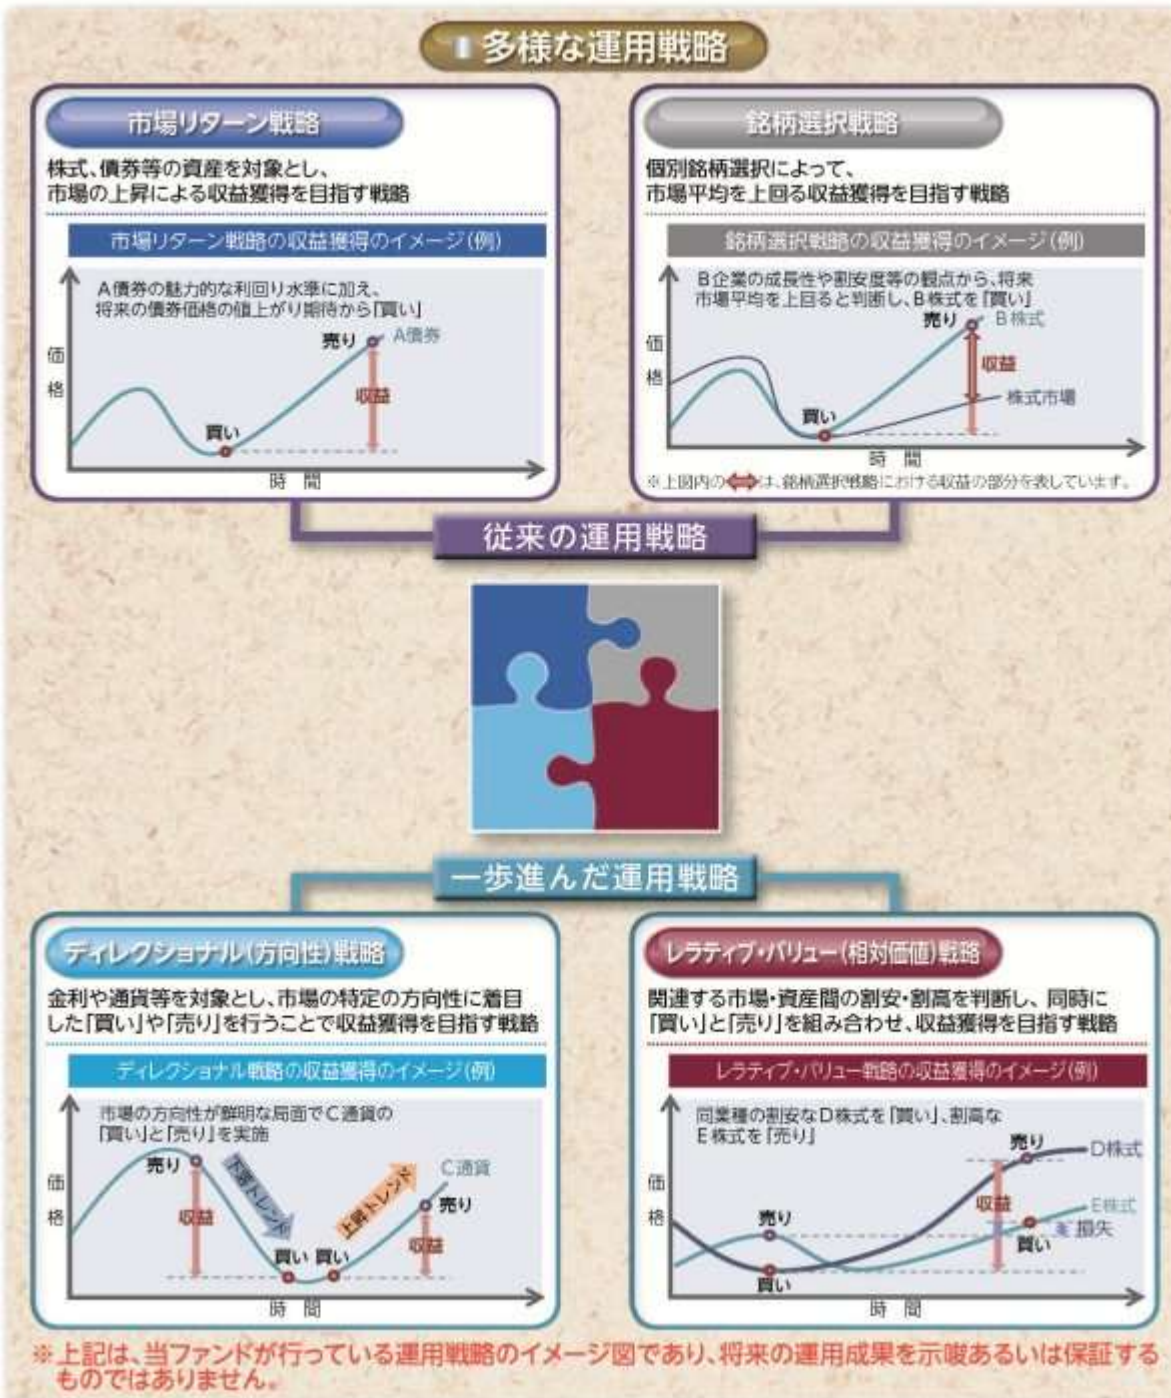 多様な運用戦略
市場リターン戦略
株式、債券等の資産を対象とし、
市場の上昇による収益獲得を目指す戦略
市場リターン戦略の収益獲得のイメージ(例)
A債券の魅力的な利回り水準に加え、
将来の債券価格の値上がり期待から「買い」
売り
A債券
価格
収益
買い
時 間
銘柄選択戦略
個別銘柄選択によって、
市場平均を上回る収益獲得を目指す戦略
銘柄選択戦略の収益獲得のイメージ(例)
B企業の成長性や割安度等の観点から、将来
市場平均を上回ると判断し、B株式を「買い」
売り
B株式
価格
収益
株式市場
買い
時 間
※上図内の⇔は、銘柄選択戦略における収益の部分を表しています。
従来の運用戦略
一歩進んだ運用戦略
ディレクショナル(方向性)戦略
金利や通貨等を対象とし、市場の特定の方向性に着目
した「買い」や「売り」を行うことで収益獲得を目指す戦略
ディレクショナル戦略の収益獲得のイメージ(例)
市場の方向性が鮮明な局面でC通貨の
「買い」と「売り」を実施
売り
下落トレンド
上昇トレンド
C通貨
売り
価格
収益
買い
買い
収益
時 間
レラティブ・バリュー(相対価値)戦略
関連する市場・資産間の割安・割高を判断し、同時に
「買い」と「売り」を組み合わせ、収益獲得を目指す戦略
レラティブ・バリュー戦略の収益獲得のイメージ(例)
同業種の割安なD株式を「買い」、割高な
E株式を「売り」
売り
D株式
価格
収益
E株式
売り
損失
買い
買い
時 間
※上記は、当ファンドが行っている運用戦略のイメージ図であり、将来の運用成果を示唆あるいは保証する
ものではありません。